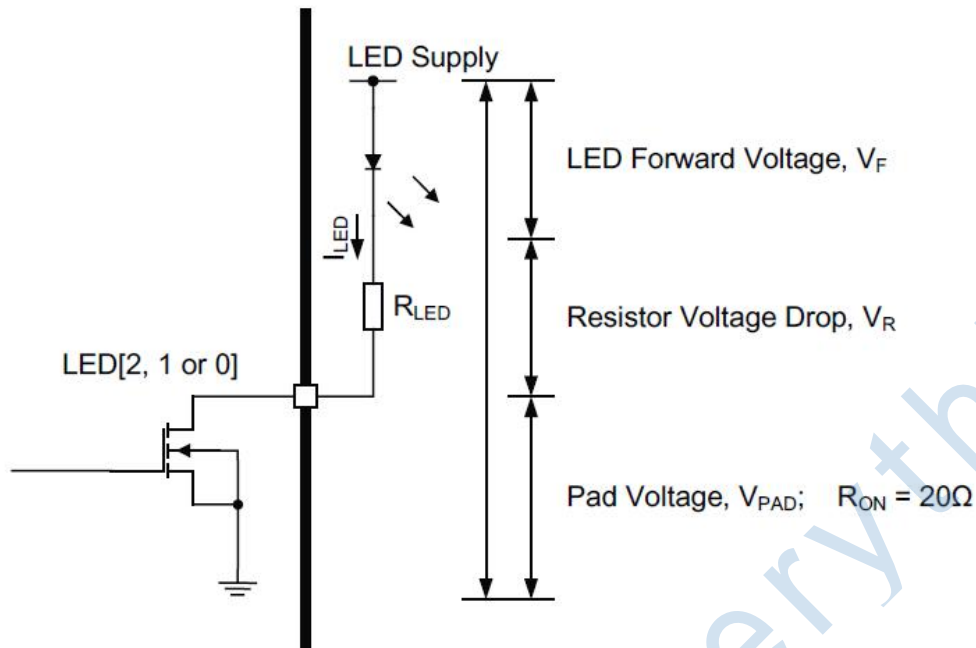 LED Supply
LED Forward Voltage, VF
ILED
RLED
Resistor Voltage Drop, VR
LED[2, 1 or 0]
Pad Voltage, VPAD; RON = 20Ω
eryth